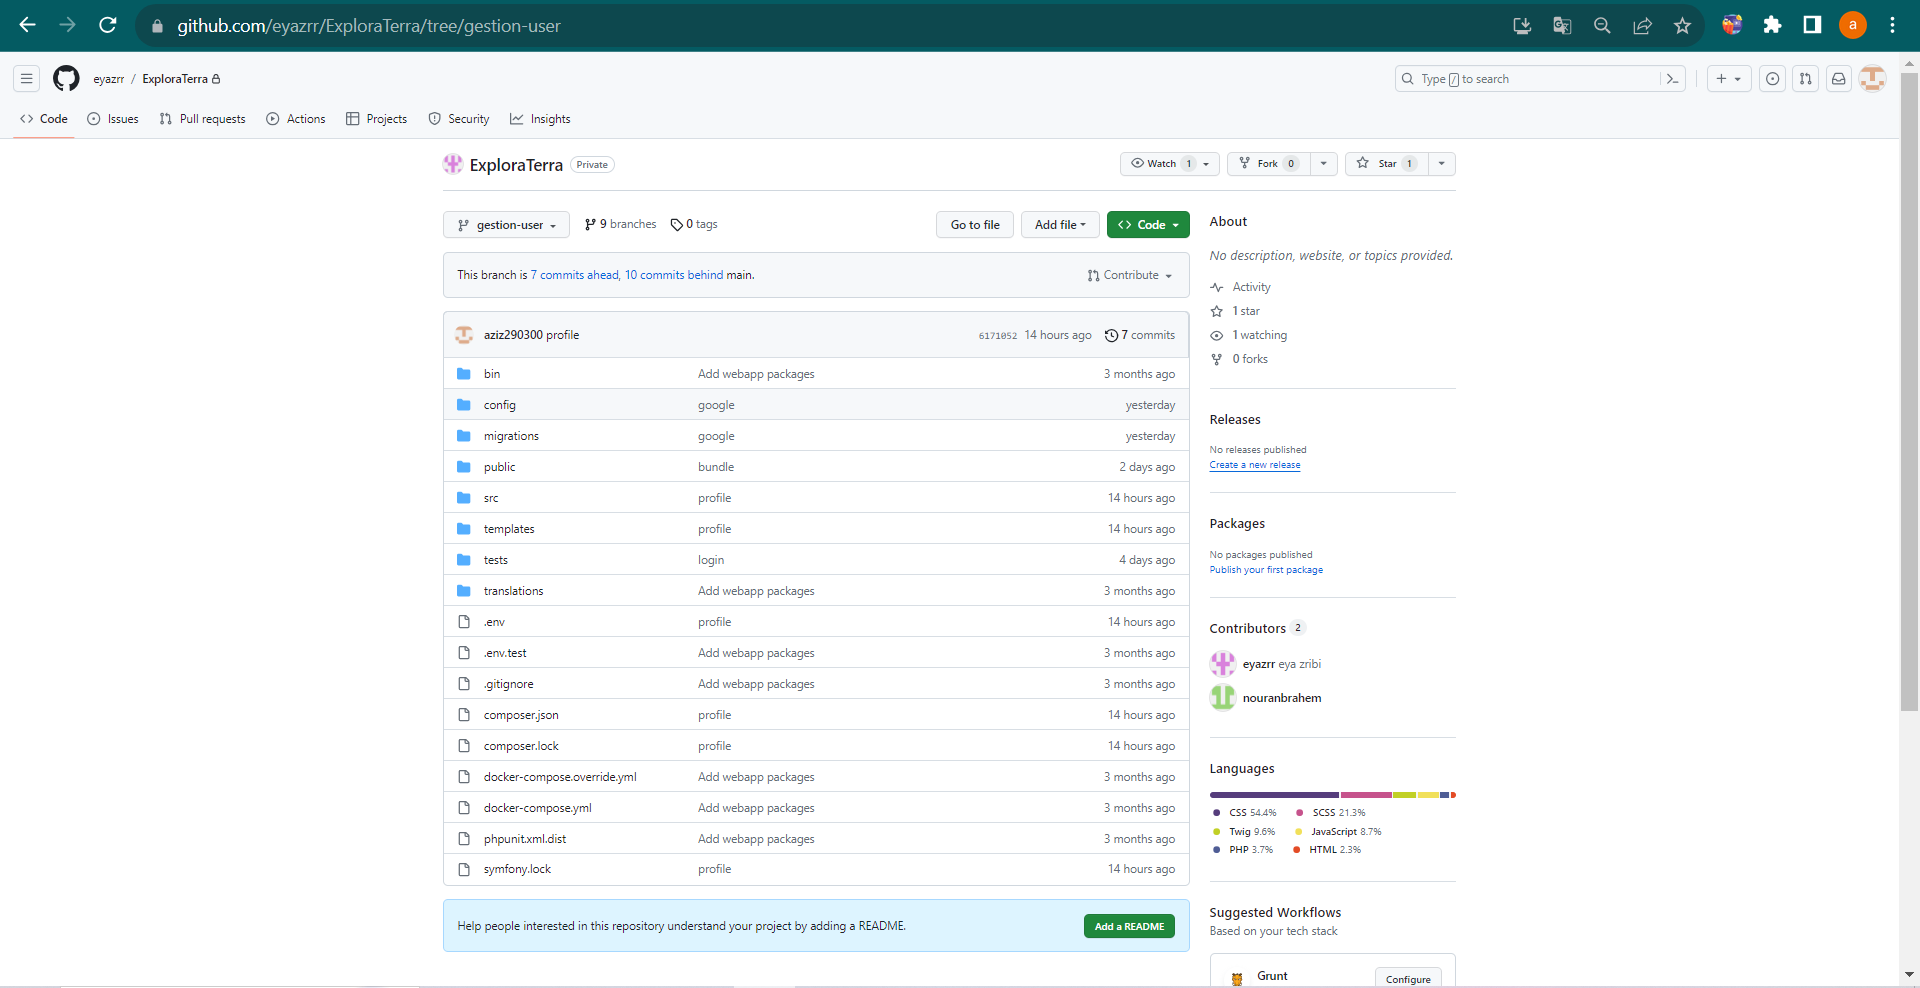 github.com/eyazrr/ExploraTerra/tree/gestion-user
a
eyazrr / ExploraTerra
Type / to search
Code Issues Pull requests Actions Projects Security Insights
ExploraTerra Private
Watch 1 Fork 0 Star 1
gestion-user 9 branches 0 tags
Go to file Add file Code
This branch is 7 commits ahead, 10 commits behind main.
Contribute
aziz290300 profile 6171052 14 hours ago 7 commits
bin Add webapp packages 3 months ago
config google yesterday
migrations google yesterday
public bundle 2 days ago
src profile 14 hours ago
templates profile 14 hours ago
tests login 4 days ago
translations Add webapp packages 3 months ago
.env profile 14 hours ago
.env.test Add webapp packages 3 months ago
.gitignore Add webapp packages 3 months ago
composer.json profile 14 hours ago
composer.lock profile 14 hours ago
docker-compose.override.yml Add webapp packages 3 months ago
docker-compose.yml Add webapp packages 3 months ago
phpunit.xml.dist Add webapp packages 3 months ago
symfony.lock profile 14 hours ago
Help people interested in this repository understand your project by adding a README.
Add a README
About
No description, website, or topics provided.
Activity
1 star
1 watching
0 forks
Releases
No releases published
Create a new release
Packages
No packages published
Publish your first package
Contributors 2
eyazrr eya zribi
nouranbrahem
Languages
CSS 54.4% SCSS 21.3%
Twig 9.6% JavaScript 8.7%
PHP 3.7% HTML 2.3%
Suggested Workflows
Based on your tech stack
Grunt
Configure